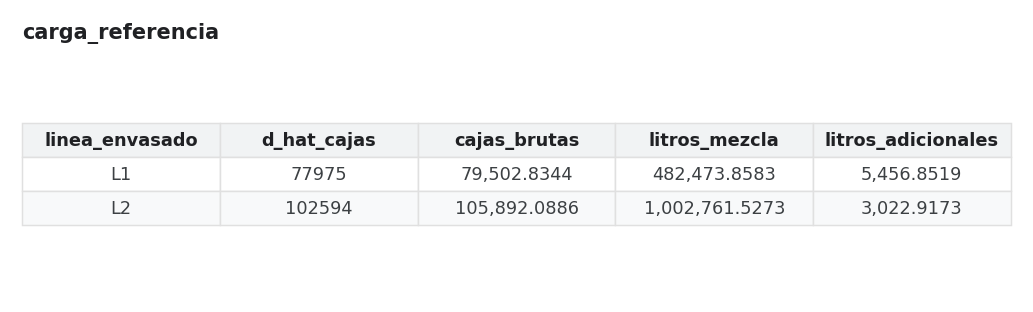 carga_referencia
linea_envasado d_hat_cajas cajas_brutas litros_mezcla litros_adicionales
L1 77975 79,502.8344 482,473.8583 5,456.8519
L2 102594 105,892.0886 1,002,761.5273 3,022.9173